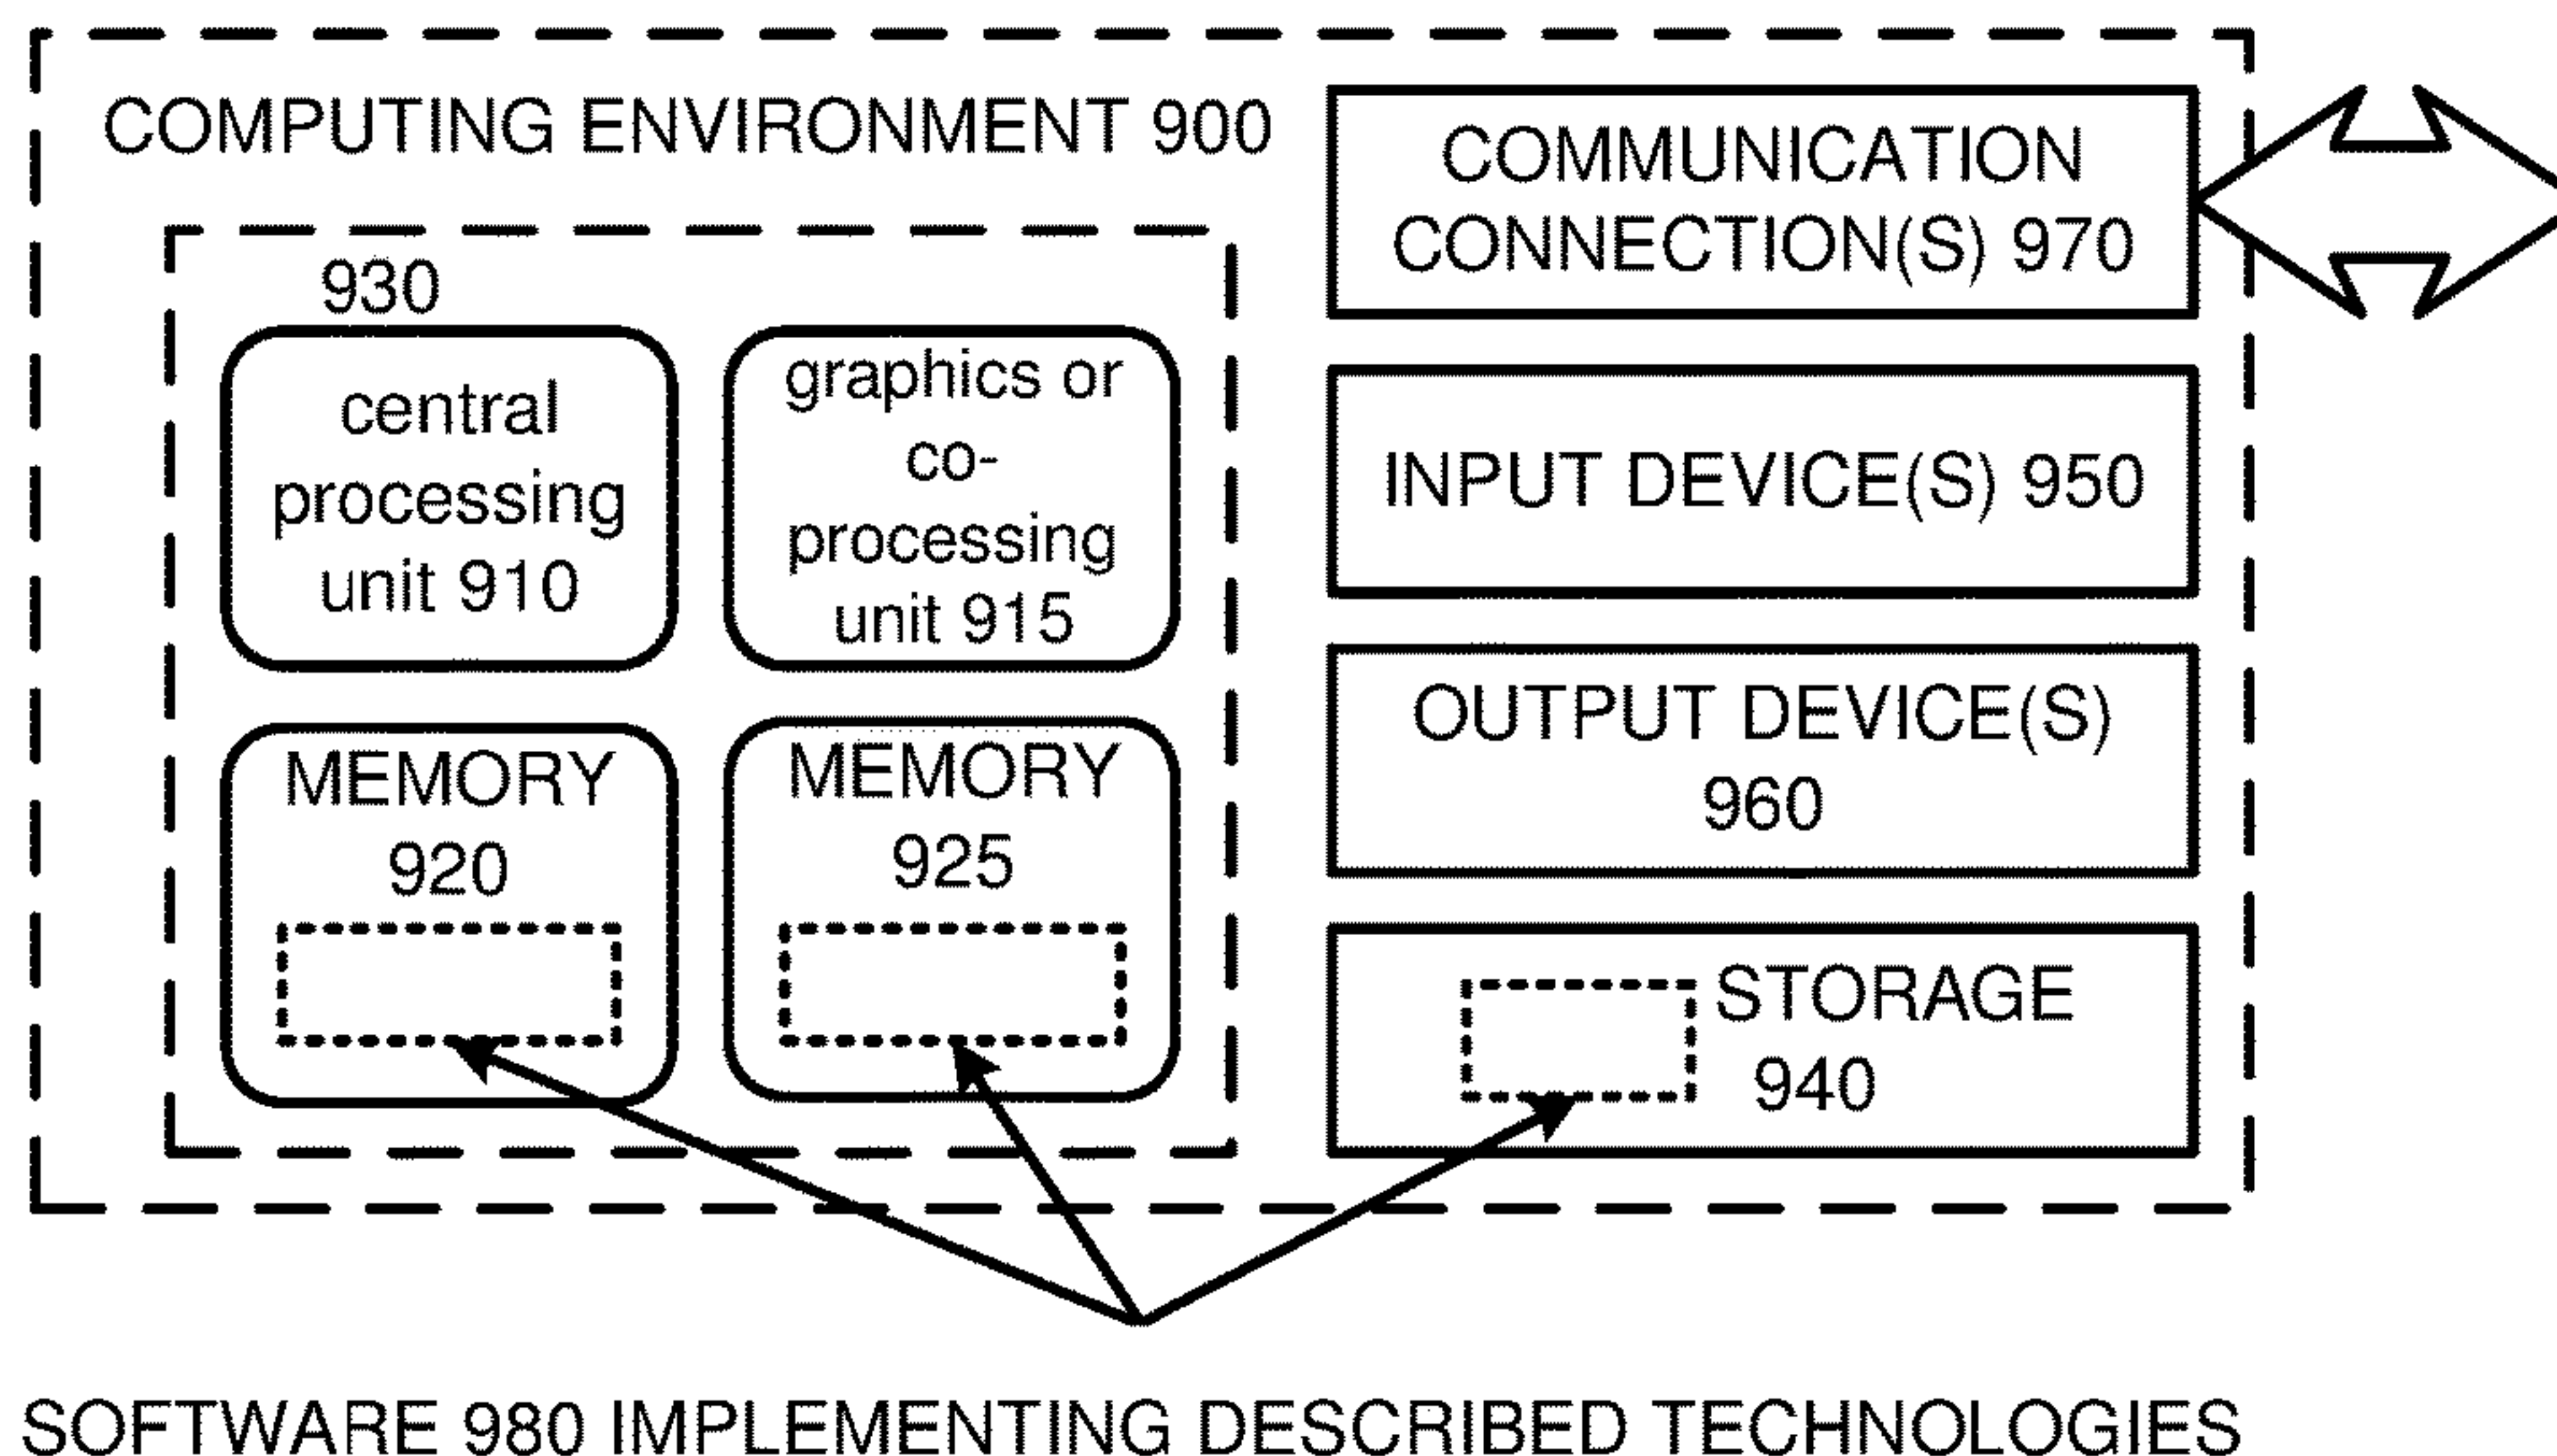 COMPUTING ENVIRONMENT 900
930
central
processing
unit 910
graphics or
co-
processing
unit 915
MEMORY
920
MEMORY
925
COMMUNICATION
CONNECTION(S) 970
INPUT DEVICE(S) 950
OUTPUT DEVICE(S)
960
STORAGE
940
SOFTWARE 980 IMPLEMENTING DESCRIBED TECHNOLOGIES